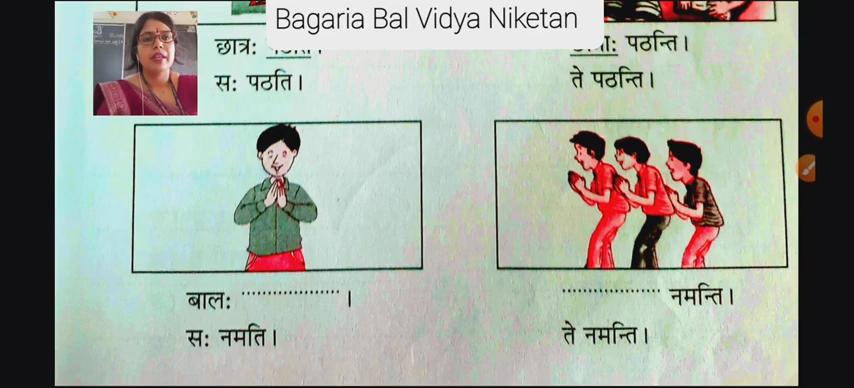 Bagaria Bal Vidya Niketan
छात्र:
पठन्ति।
स: पठति।
ते पठन्ति।
बाल: .................... ।
.................... नमन्ति।
स: नमति।
ते नमन्ति।